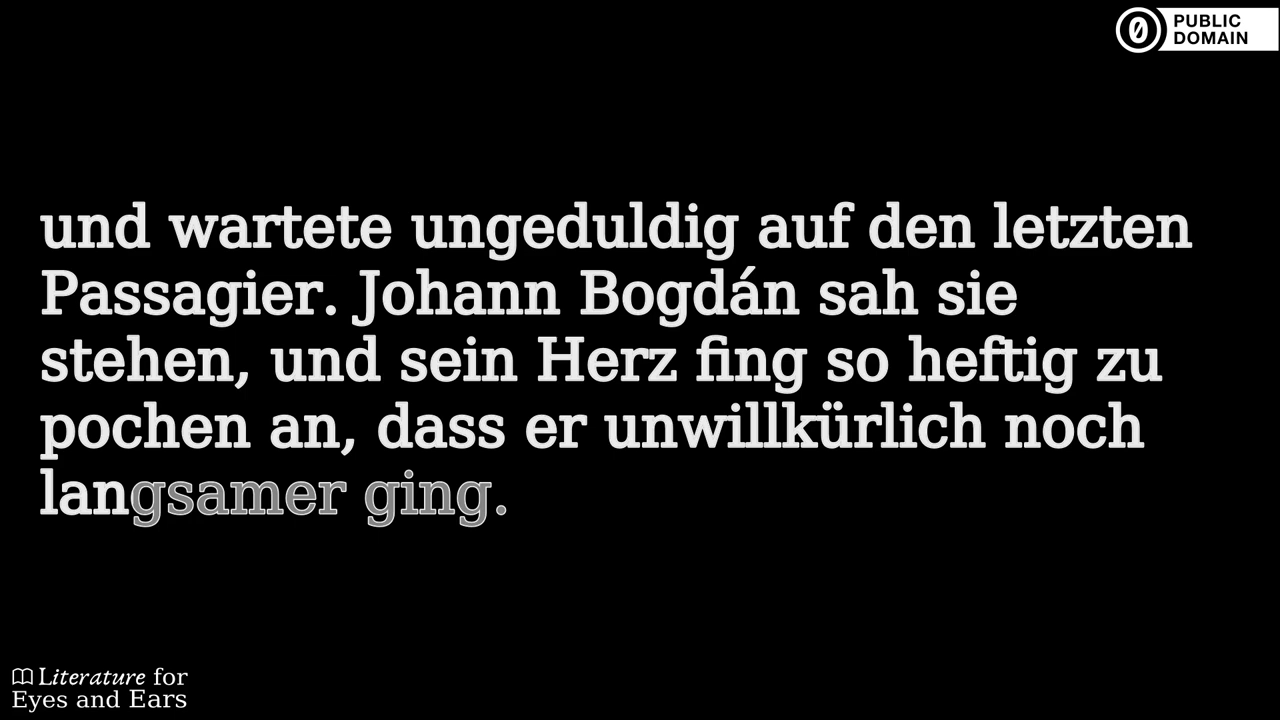 PUBLIC
DOMAIN
und wartete ungeduldig auf den letzten
Passagier. Johann Bogdán sah sie
stehen, und sein Herz fing so heftig zu
pochen an, dass er unwillkürlich noch
langsamer ging.
Literature for
Eyes and Ears